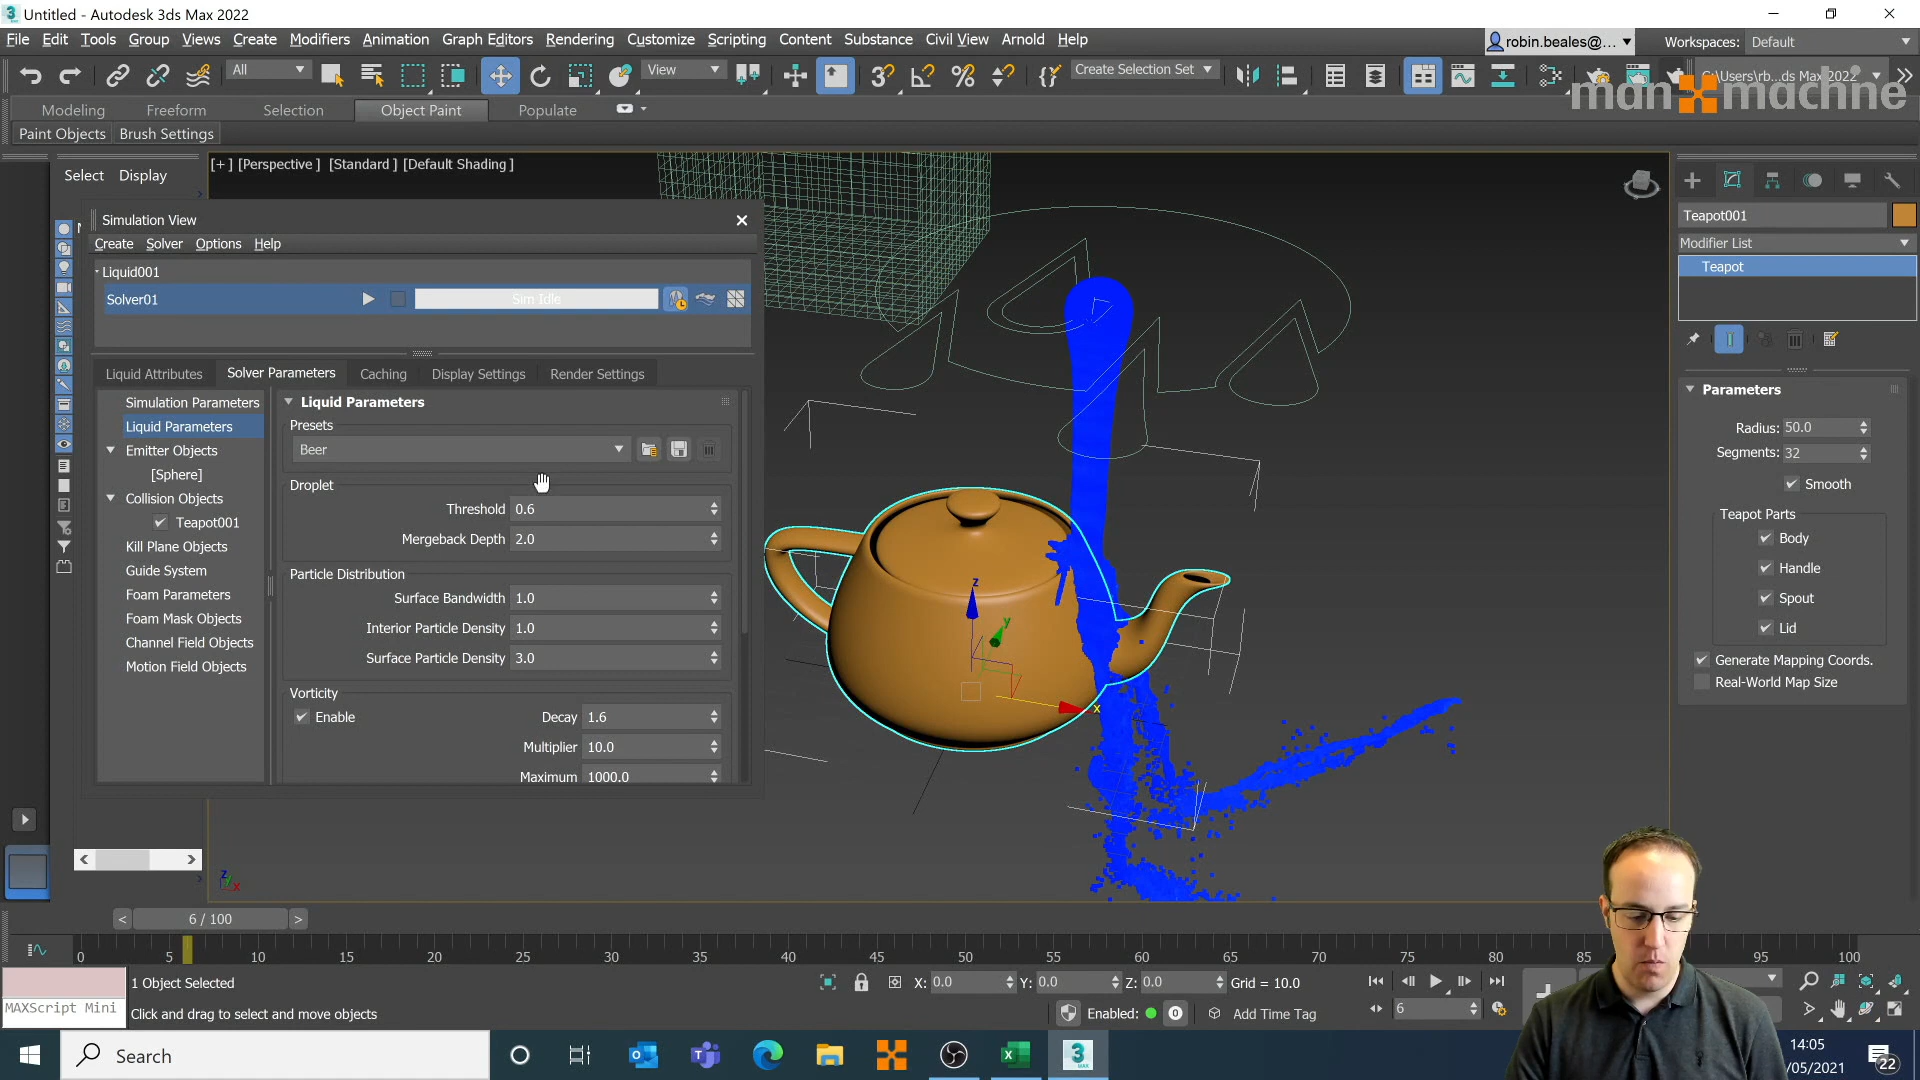 Untitled - Autodesk 3ds Max 2022
File Edit Tools Group Views Create Modifiers Animation Graph Editors Rendering Customize Scripting Content Substance Civil View Arnold Help
robin.beales@... Workspaces: Default
All View Create Selection Set
man machine
Modeling Freeform Selection Object Paint Populate
Paint Objects Brush Settings
[+] [Perspective] [Standard] [Default Shading]
Select Display
Simulation View
Create Solver Options Help
Liquid001
Solver01 Sim Idle
Liquid Attributes Solver Parameters Caching Display Settings Render Settings
Simulation Parameters
Liquid Parameters
Emitter Objects
[Sphere]
Collision Objects
Teapot001
Kill Plane Objects
Guide System
Foam Parameters
Foam Mask Objects
Channel Field Objects
Motion Field Objects
Liquid Parameters
Presets
Beer
Droplet
Threshold 0.6
Mergeback Depth 2.0
Particle Distribution
Surface Bandwidth 1.0
Interior Particle Density 1.0
Surface Particle Density 3.0
Vorticity
Enable Decay 1.6
Multiplier 10.0
Maximum 1000.0
z
y
x
Teapot001
Modifier List
Teapot
Parameters
Radius: 50.0
Segments: 32
Smooth
Teapot Parts
Body
Handle
Spout
Lid
Generate Mapping Coords.
Real-World Map Size
< 6 / 100 >
0 5 10 15 20 25 30 35 40 45 50 55 60 65 70 75 80 85 95 100
1 Object Selected X: 0.0 Y: 0.0 Z: 0.0 Grid = 10.0
MAXScript Mini
Click and drag to select and move objects Enabled: 0 Add Time Tag 6
Search
14:05
/05/2021
22